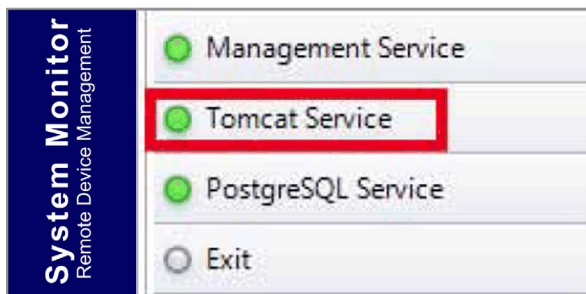 System Monitor
Remote Device Management
Management Service
Tomcat Service
PostgreSQL Service
Exit